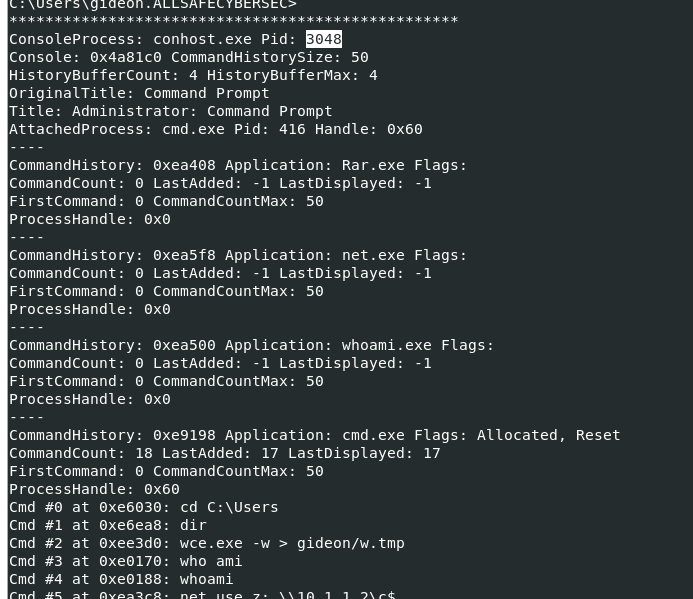 C:\Users\gideon.ALLSAFECYBERSEC>
**************************************************
ConsoleProcess: conhost.exe Pid: 3048
Console: 0x4a81c0 CommandHistorySize: 50
HistoryBufferCount: 4 HistoryBufferMax: 4
OriginalTitle: Command Prompt
Title: Administrator: Command Prompt
AttachedProcess: cmd.exe Pid: 416 Handle: 0x60
----
CommandHistory: 0xea408 Application: Rar.exe Flags:
CommandCount: 0 LastAdded: -1 LastDisplayed: -1
FirstCommand: 0 CommandCountMax: 50
ProcessHandle: 0x0
----
CommandHistory: 0xea5f8 Application: net.exe Flags:
CommandCount: 0 LastAdded: -1 LastDisplayed: -1
FirstCommand: 0 CommandCountMax: 50
ProcessHandle: 0x0
----
CommandHistory: 0xea500 Application: whoami.exe Flags:
CommandCount: 0 LastAdded: -1 LastDisplayed: -1
FirstCommand: 0 CommandCountMax: 50
ProcessHandle: 0x0
----
CommandHistory: 0xe9198 Application: cmd.exe Flags: Allocated, Reset
CommandCount: 18 LastAdded: 17 LastDisplayed: 17
FirstCommand: 0 CommandCountMax: 50
ProcessHandle: 0x60
Cmd #0 at 0xe6030: cd C:\Users
Cmd #1 at 0xe6ea8: dir
Cmd #2 at 0xee3d0: wce.exe -w > gideon/w.tmp
Cmd #3 at 0xe0170: who ami
Cmd #4 at 0xe0188: whoami
Cmd #5 at 0xea3c8: net use z: \\10.1.1.2\c$